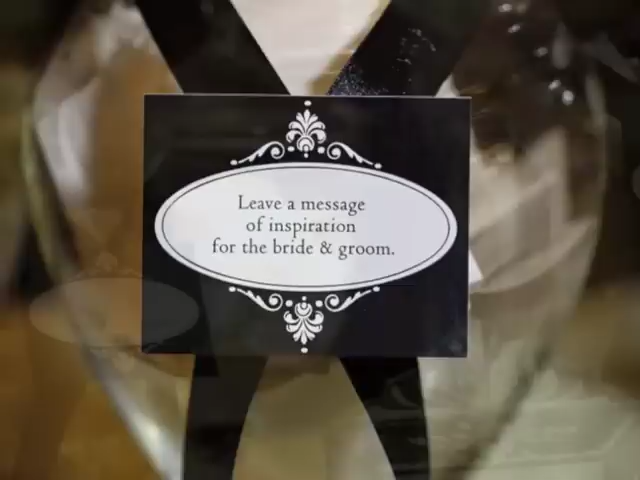 Leave a message
of inspiration
for the bride & groom.